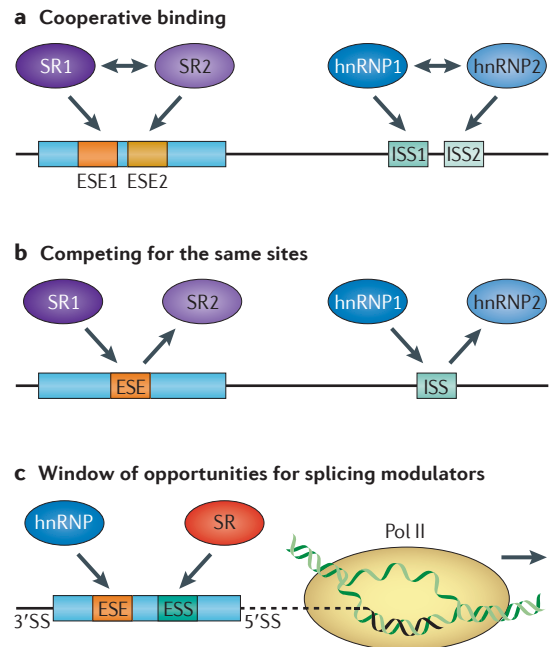 a Cooperative binding
SR1 SR2 hnRNP1 hnRNP2
ISS1 ISS2
ESE1 ESE2
b Competing for the same sites
SR1 SR2 hnRNP1 hnRNP2
ESE ISS
c Window of opportunities for splicing modulators
hnRNP SR Pol II
ESE ESS
3′SS 5′SS